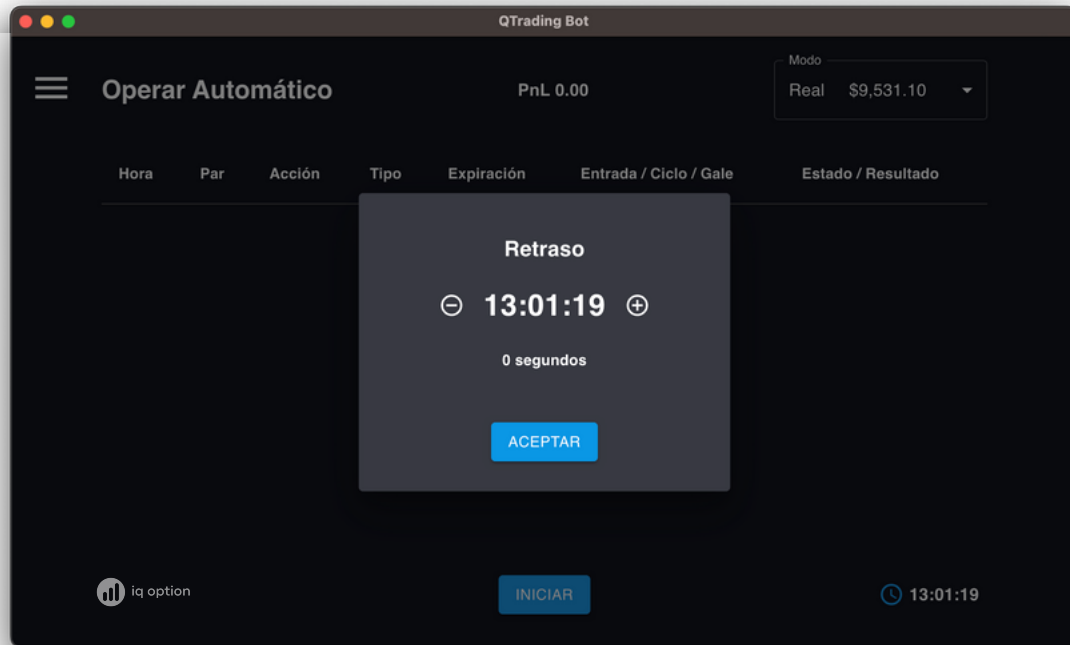 QTrading Bot
Modo
Operar Automático PnL 0.00 Real $9,531.10
Hora Par Acción Tipo Expiración Entrada / Ciclo / Gale Estado / Resultado
Retraso
13:01:19
0 segundos
ACEPTAR
iq option INICIAR 13:01:19